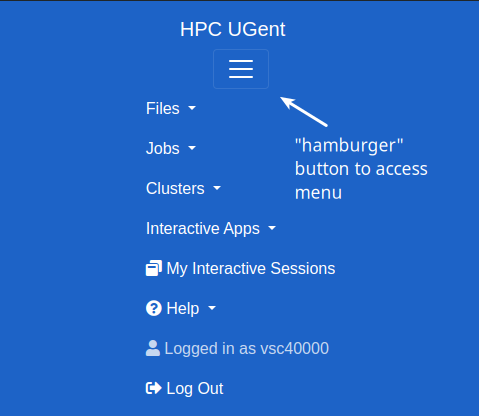 HPC UGent
Files
"hamburger"
button to access
menu
Jobs
Clusters
Interactive Apps
My Interactive Sessions
Help
Logged in as vsc40000
Log Out